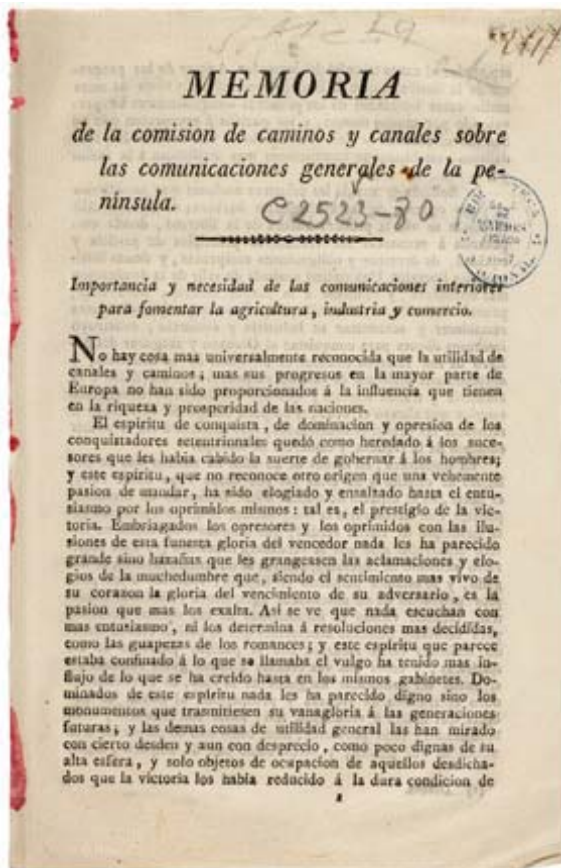 MEMORIA
de la comision de caminos y canales sobre
las comunicaciones generales de la pe-
nínsula.
C2523-80
Importancia y necesidad de las comunicaciones interiores
para fomentar la agricultura, industria y comercio.
No hay cosa mas universalmente reconocida que la utilidad de
canales y caminos; mas sus progresos en la mayor parte de
Europa no han sido proporcionados á la influencia que tienen
en la riqueza y prosperidad de las naciones.
El espíritu de conquista, de dominacion y opresion de los
conquistadores setentrionales quedó como heredado á los suce-
sores que les habia cabido la suerte de gobernar á los hombres;
y este espíritu, que no reconoce otro origen que una vehemente
pasion de mandar, ha sido elogiado y ensalzado hasta el entu-
siasmo por los oprimidos mismos: tal es, el prestigio de la vic-
toria. Embriagados los opresores y los oprimidos con las ilu-
siones de esta funesta gloria del vencedor nada les ha parecido
grande sino hazañas que les grangeasen las aclamaciones y elo-
gios de la muchedumbre que, siendo el sentimiento mas vivo de
su corazon la gloria del vencimiento de su adversario, es la
pasion que mas los exalta. Asi se ve que nada escuchan con
mas entusiasmo, ni los determina á resoluciones mas decididas,
como las guapezas de los romances; y este espíritu que parece
estaba confinado á lo que se llamaba el vulgo ha tenido mas in-
flujo de lo que se ha creido hasta en los mismos gabinetes. Do-
minados de este espíritu nada les ha parecido digno sino los
monumentos que trasmitiesen su vanagloria á las generaciones
futuras; y las demas cosas de utilidad general las han mirado
con cierto desden y aun con desprecio, como poco dignas de su
alta esfera, y solo objetos de ocupacion de aquellos desdicha-
dos que la victoria los habia reducido á la dura condicion de